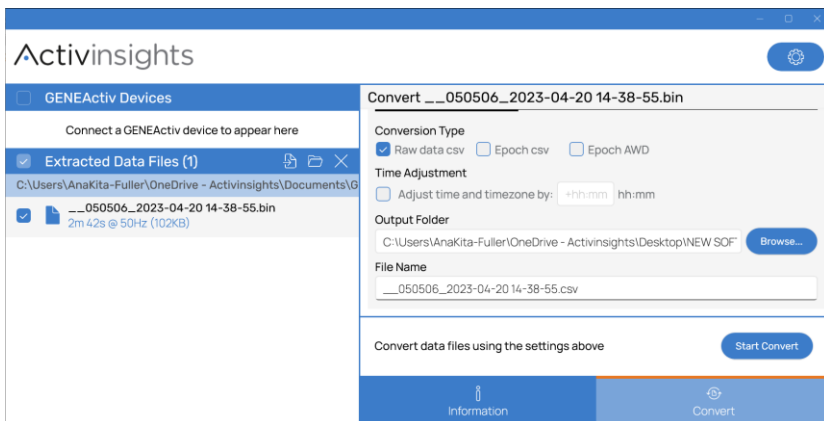 Activinsights
GENEActiv Devices
Connect a GENEActiv device to appear here
Extracted Data Files (1)
C:\Users\AnaKita-Fuller\OneDrive - Activinsights\Documents\G
__050506_2023-04-20 14-38-55.bin
2m 42s @ 50Hz (102KB)
Convert __050506_2023-04-20 14-38-55.bin
Conversion Type
Raw data csv Epoch csv Epoch AWD
Time Adjustment
Adjust time and timezone by: +hh:mm hh:mm
Output Folder
C:\Users\AnaKita-Fuller\OneDrive - Activinsights\Desktop\NEW SOF Browse...
File Name
__050506_2023-04-20 14-38-55.csv
Convert data files using the settings above Start Convert
Information Convert